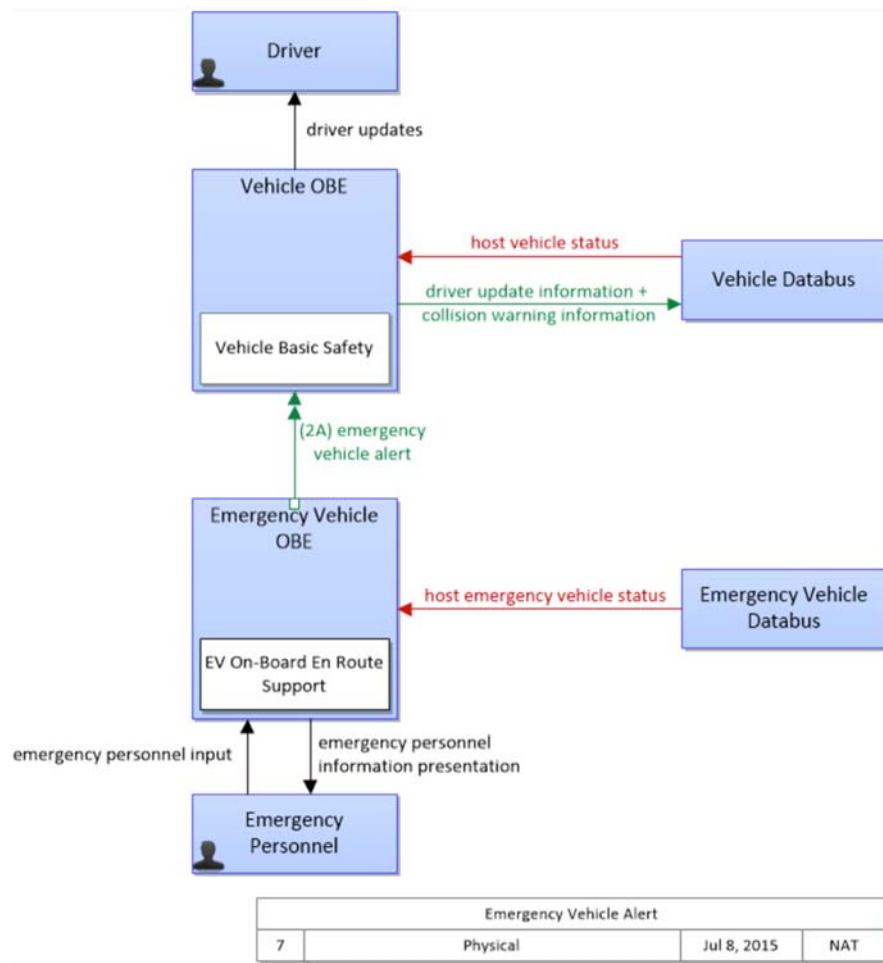 Driver
driver updates
Vehicle OBE
host vehicle status
Vehicle Databus
driver update information +
collision warning information
Vehicle Basic Safety
(2A) emergency
vehicle alert
Emergency Vehicle
OBE
host emergency vehicle status
Emergency Vehicle
Databus
EV On-Board En Route
Support
emergency personnel input
emergency personnel
information presentation
Emergency
Personnel
Emergency Vehicle Alert
7 Physical Jul 8, 2015 NAT